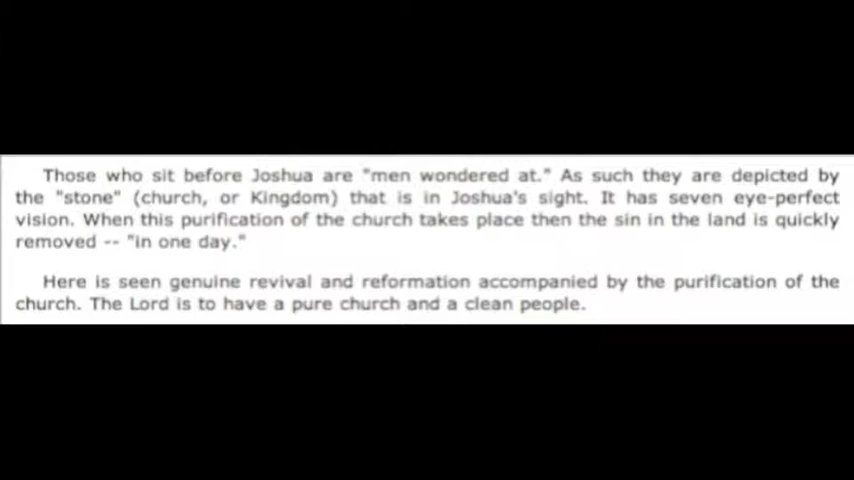 Those who sit before Joshua are "men wondered at." As such they are depicted by
the "stone" (church, or Kingdom) that is in Joshua's sight. It has seven eye-perfect
vision. When this purification of the church takes place then the sin in the land is quickly
removed -- "in one day."
Here is seen genuine revival and reformation accompanied by the purification of the
church. The Lord is to have a pure church and a clean people.